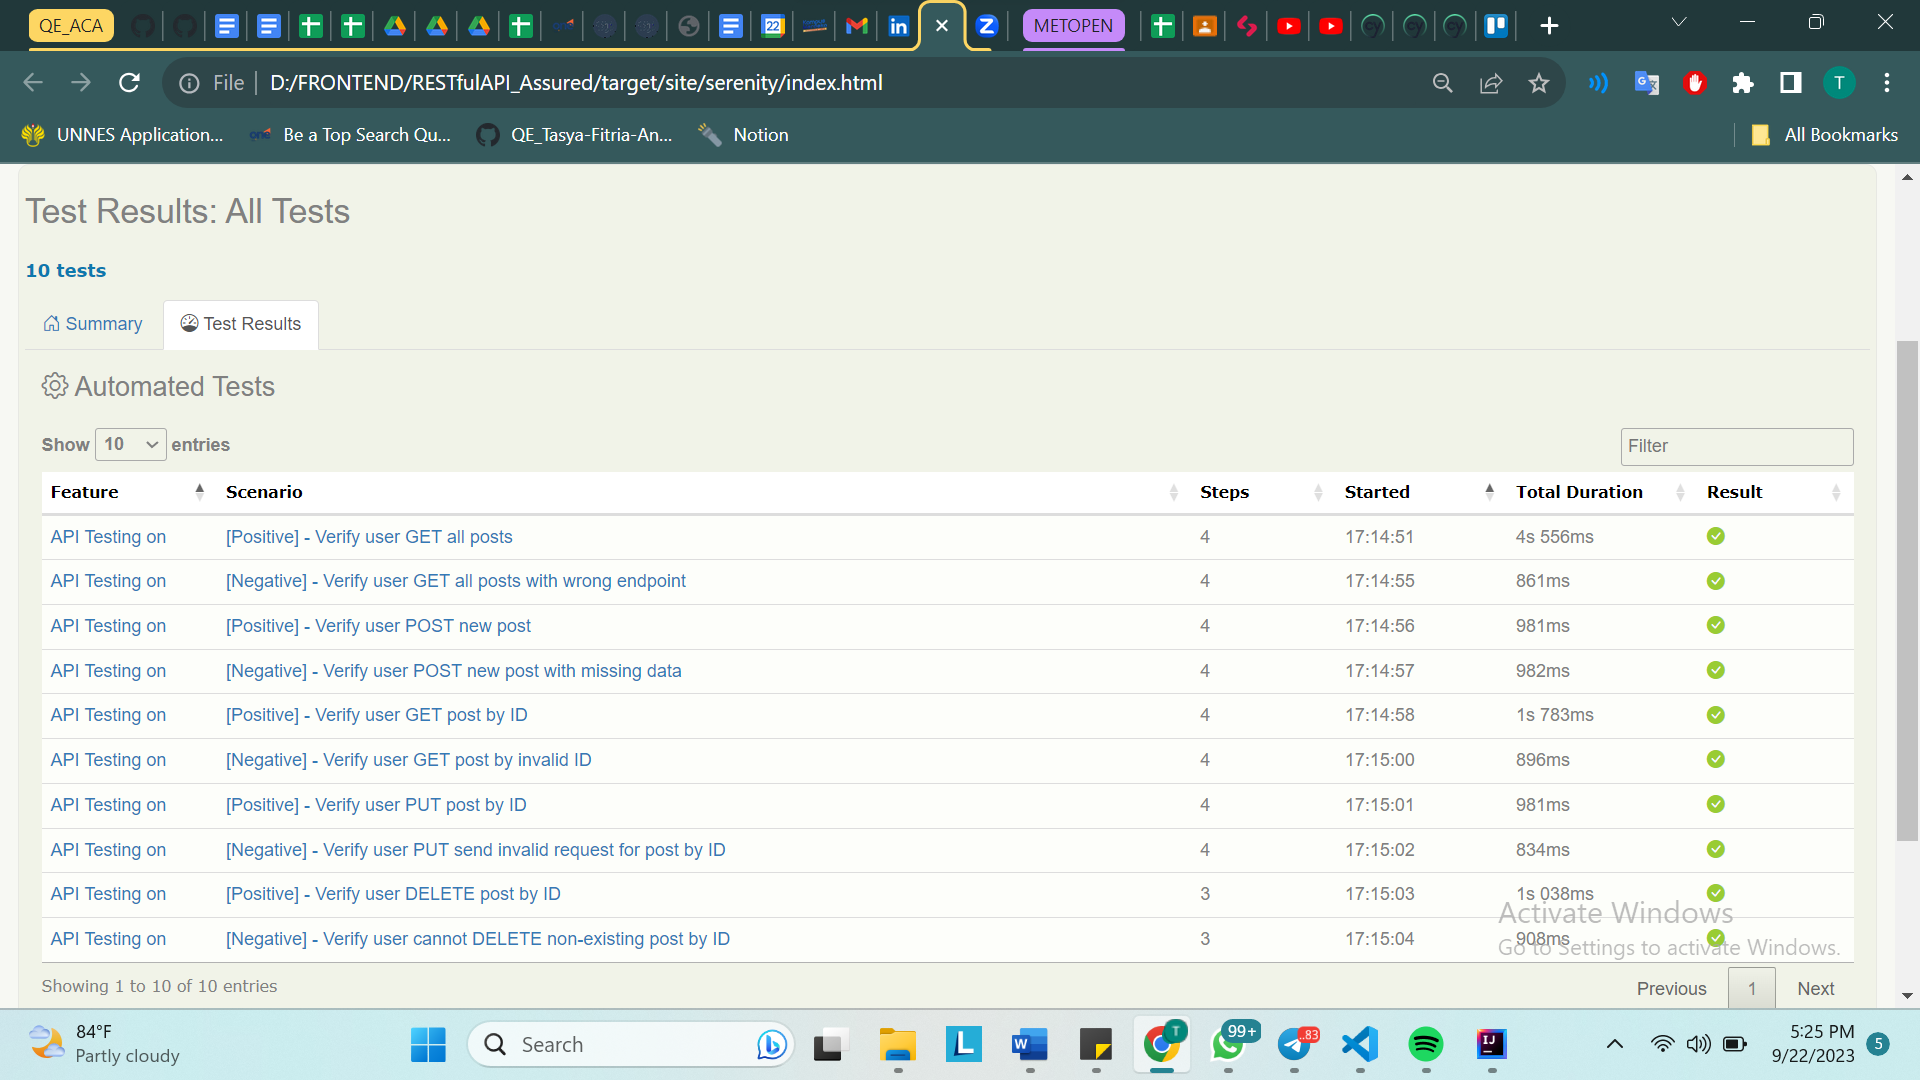 QE_ACA
22
METOPEN
File
D:/FRONTEND/RESTfulAPI_Assured/target/site/serenity/index.html
T
UNNES Application...
one
Be a Top Search Qu...
QE_Tasya-Fitria-An...
Notion
All Bookmarks
Test Results: All Tests
10 tests
Summary
Test Results
Automated Tests
Show 10 entries
Filter
Feature Scenario Steps Started Total Duration Result
API Testing on [Positive] - Verify user GET all posts 4 17:14:51 4s 556ms
API Testing on [Negative] - Verify user GET all posts with wrong endpoint 4 17:14:55 861ms
API Testing on [Positive] - Verify user POST new post 4 17:14:56 981ms
API Testing on [Negative] - Verify user POST new post with missing data 4 17:14:57 982ms
API Testing on [Positive] - Verify user GET post by ID 4 17:14:58 1s 783ms
API Testing on [Negative] - Verify user GET post by invalid ID 4 17:15:00 896ms
API Testing on [Positive] - Verify user PUT post by ID 4 17:15:01 981ms
API Testing on [Negative] - Verify user PUT send invalid request for post by ID 4 17:15:02 834ms
API Testing on [Positive] - Verify user DELETE post by ID 3 17:15:03 1s 038ms
Activate Windows
API Testing on [Negative] - Verify user cannot DELETE non-existing post by ID 3 17:15:04 908ms
Go to Settings to activate Windows.
Showing 1 to 10 of 10 entries
Previous 1 Next
84°F
Partly cloudy
Search
99+
..83
5:25 PM
9/22/2023
5